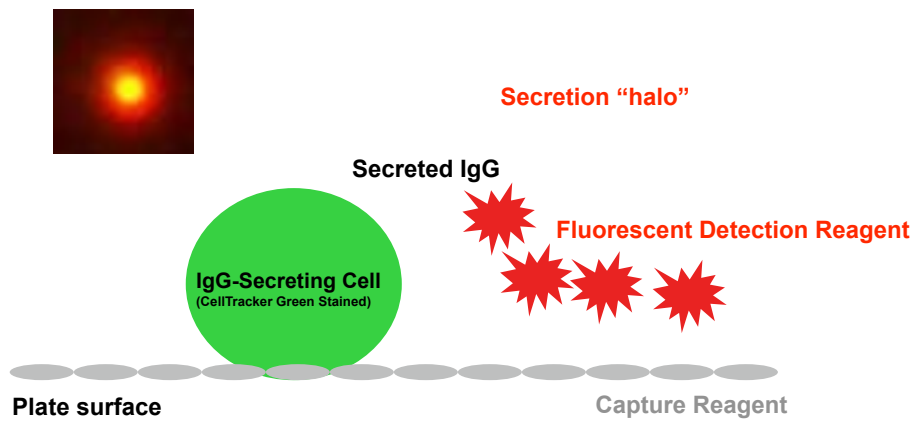 Secretion “halo”
Secreted IgG
Fluorescent Detection Reagent
IgG-Secreting Cell
(CellTracker Green Stained)
Plate surface
Capture Reagent